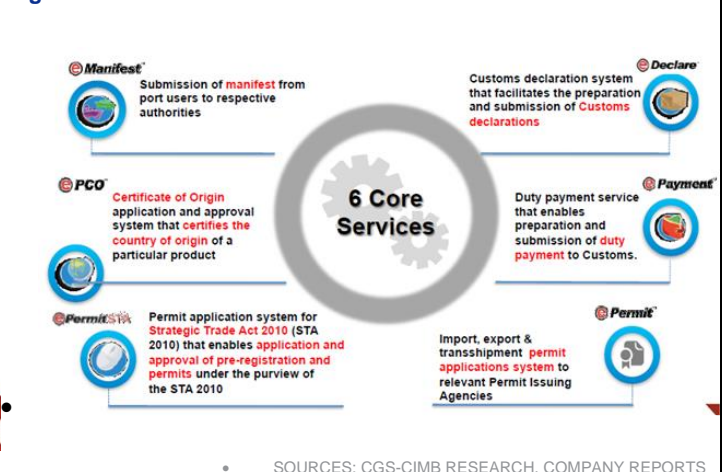 eManifest™
Submission of manifest from
port users to respective
authorities
eDeclare
Customs declaration system
that facilitates the preparation
and submission of Customs
declarations
ePCO™
Certificate of Origin
application and approval
system that certifies the
country of origin of a
particular product
6 Core
Services
ePayment™
Duty payment service
that enables
preparation and
submission of duty
payment to Customs.
ePermitSTA
Permit application system for
Strategic Trade Act 2010 (STA
2010) that enables application and
approval of pre-registration and
permits under the purview of
the STA 2010
ePermit™
Import, export &
transshipment permit
applications system to
relevant Permit Issuing
Agencies
• SOURCES: CGS-CIMB RESEARCH, COMPANY REPORTS